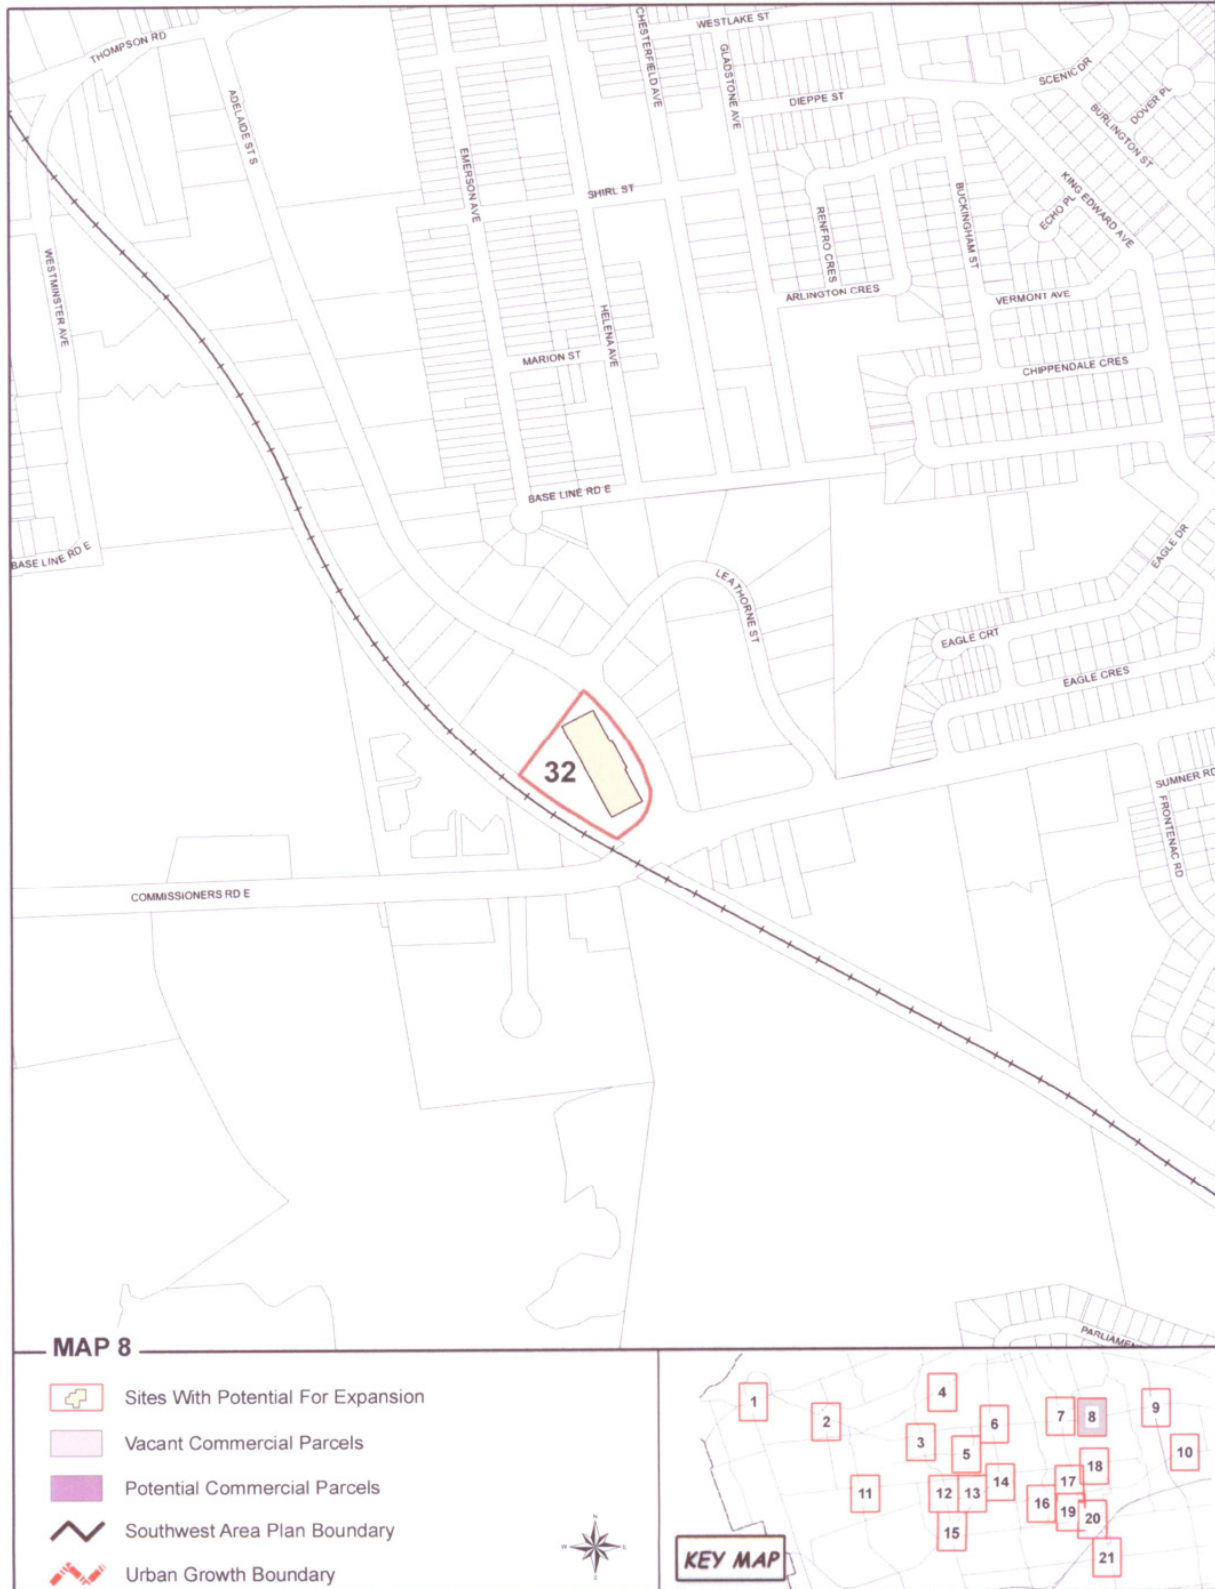 WESTLAKE ST
THOMPSON RD
CHESTERFIELD AVE
GLADSTONE AVE
SCENIC DR
DIEPPE ST
DOVER PL
BURLINGTON ST
ADELAIDE ST S
EMERSON AVE
SHIRL ST
KING EDWARD AVE
ECHO PL
BUCKINGHAM ST
RENFRO CRES
WESTMINSTER AVE
ARLINGTON CRES
VERMONT AVE
HELENA AVE
MARION ST
CHIPPENDALE CRES
BASE LINE RD E
BASE LINE RD E
EAGLE DR
LEATHORNE ST
EAGLE CRT
EAGLE CRES
32
SUMNER RD
FRONTENAC RD
COMMISSIONERS RD E
PARLIAMEN
MAP 8
Sites With Potential For Expansion
Vacant Commercial Parcels
Potential Commercial Parcels
Southwest Area Plan Boundary
Urban Growth Boundary
N
W
E
S
1
2
3
4
5
6
7
8
9
10
11
12
13
14
15
16
17
18
19
20
21
KEY MAP